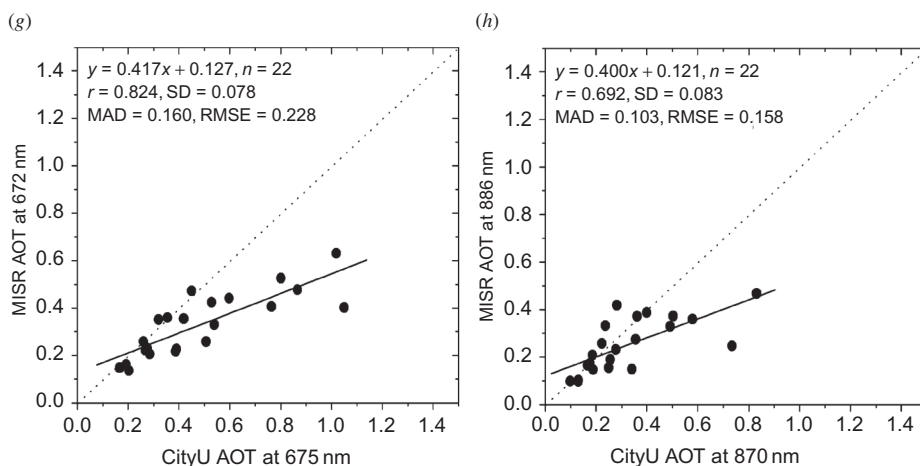 (g)
y = 0.417x + 0.127, n = 22
r = 0.824, SD = 0.078
MAD = 0.160, RMSE = 0.228
MISR AOT at 672 nm
1.4
1.2
1.0
0.8
0.6
0.4
0.2
0.0
0.0 0.2 0.4 0.6 0.8 1.0 1.2 1.4
CityU AOT at 675 nm
(h)
y = 0.400x + 0.121, n = 22
r = 0.692, SD = 0.083
MAD = 0.103, RMSE = 0.158
MISR AOT at 886 nm
1.4
1.2
1.0
0.8
0.6
0.4
0.2
0.0
0.0 0.2 0.4 0.6 0.8 1.0 1.2 1.4
CityU AOT at 870 nm